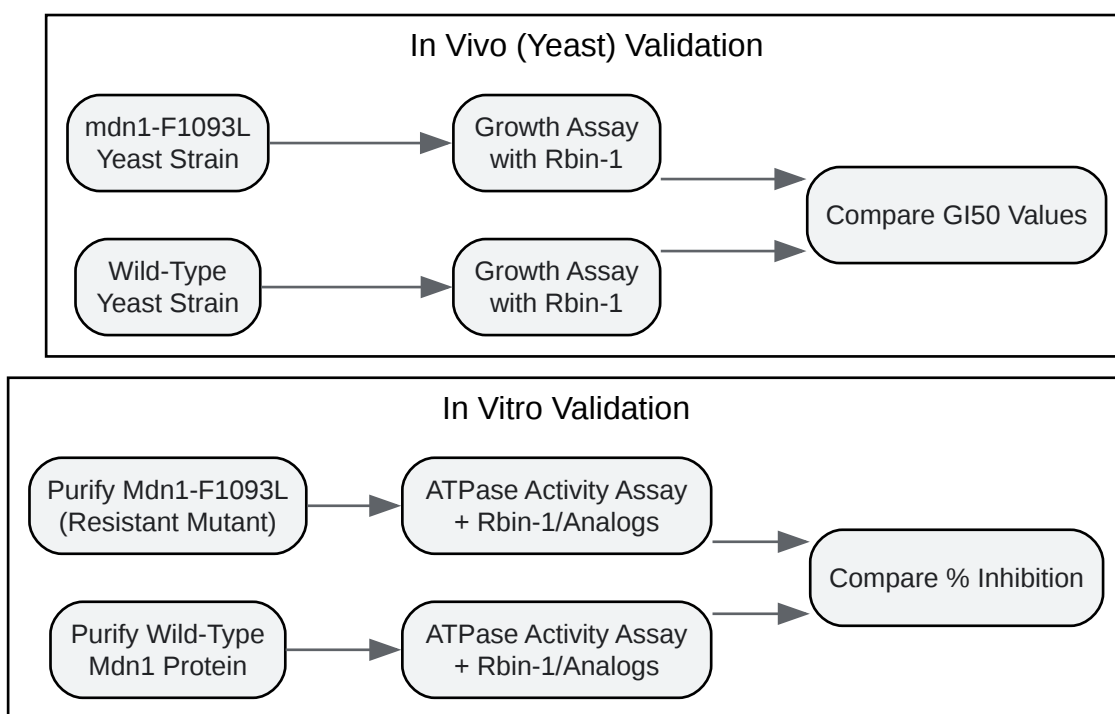 In Vivo (Yeast) Validation
mdn1-F1093L
Yeast Strain
Growth Assay
with Rbin-1
Compare GI50 Values
Wild-Type
Yeast Strain
Growth Assay
with Rbin-1
In Vitro Validation
Purify Mdn1-F1093L
(Resistant Mutant)
ATPase Activity Assay
+ Rbin-1/Analogs
Compare % Inhibition
Purify Wild-Type
Mdn1 Protein
ATPase Activity Assay
+ Rbin-1/Analogs